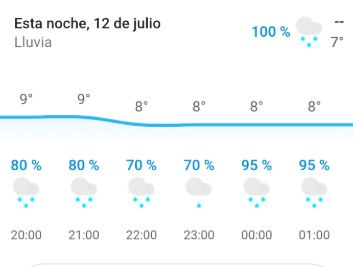 Esta noche, 12 de julio
Lluvia
100 %
--
7°
9° 9° 8° 8° 8° 8°
80 % 80 % 70 % 70 % 95 % 95 %
20:00 21:00 22:00 23:00 00:00 01:00